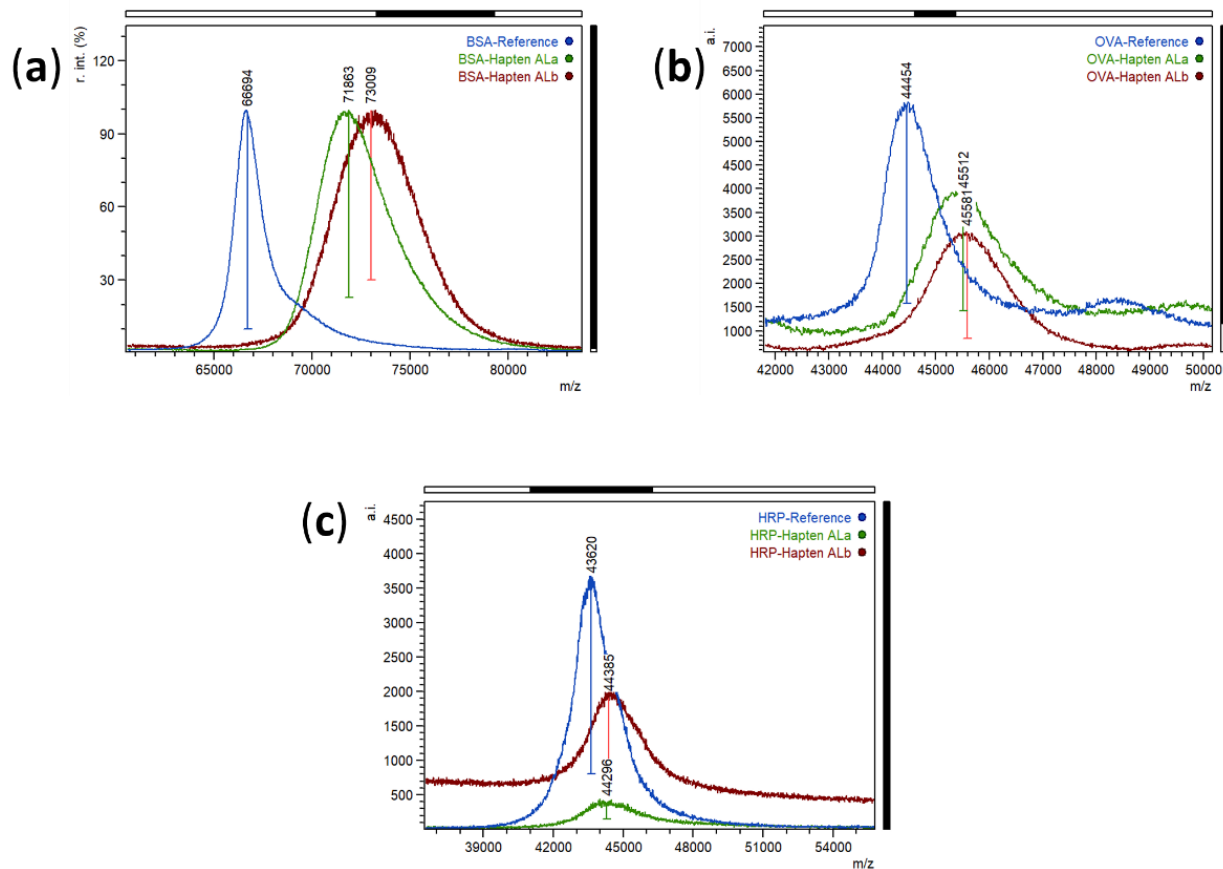 (a)
r. int. (%)
120
90
60
30
66694
71863
73009
BSA-Reference
BSA-Hapten ALa
BSA-Hapten ALb
65000 70000 75000 80000
m/z
(b)
a.i.
7000
6500
6000
5500
5000
4500
4000
3500
3000
2500
2000
1500
1000
44454
45581
45512
OVA-Reference
OVA-Hapten ALa
OVA-Hapten ALb
42000 43000 44000 45000 46000 47000 48000 49000 50000
m/z
(c)
a.i.
4500
4000
3500
3000
2500
2000
1500
1000
500
43620
44385
44296
HRP-Reference
HRP-Hapten ALa
HRP-Hapten ALb
39000 42000 45000 48000 51000 54000
m/z